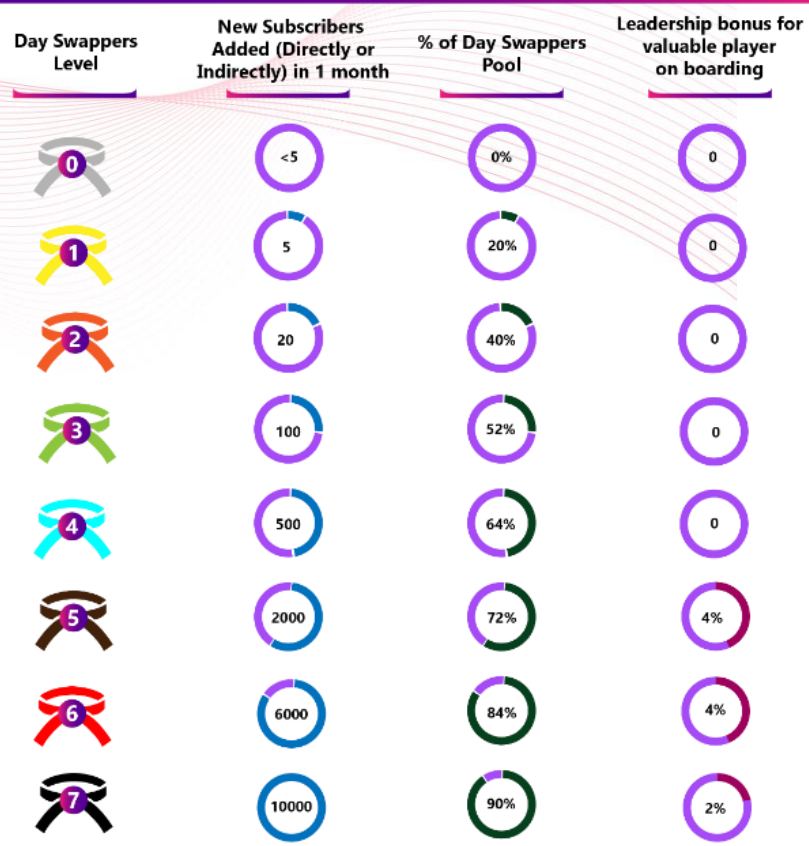 Day Swappers
Level
New Subscribers
Added (Directly or
Indirectly) in 1 month
% of Day Swappers
Pool
Leadership bonus for
valuable player
on boarding
0 <5 0% 0
1 5 20% 0
2 20 40% 0
3 100 52% 0
4 500 64% 0
5 2000 72% 4%
6 6000 84% 4%
7 10000 90% 2%